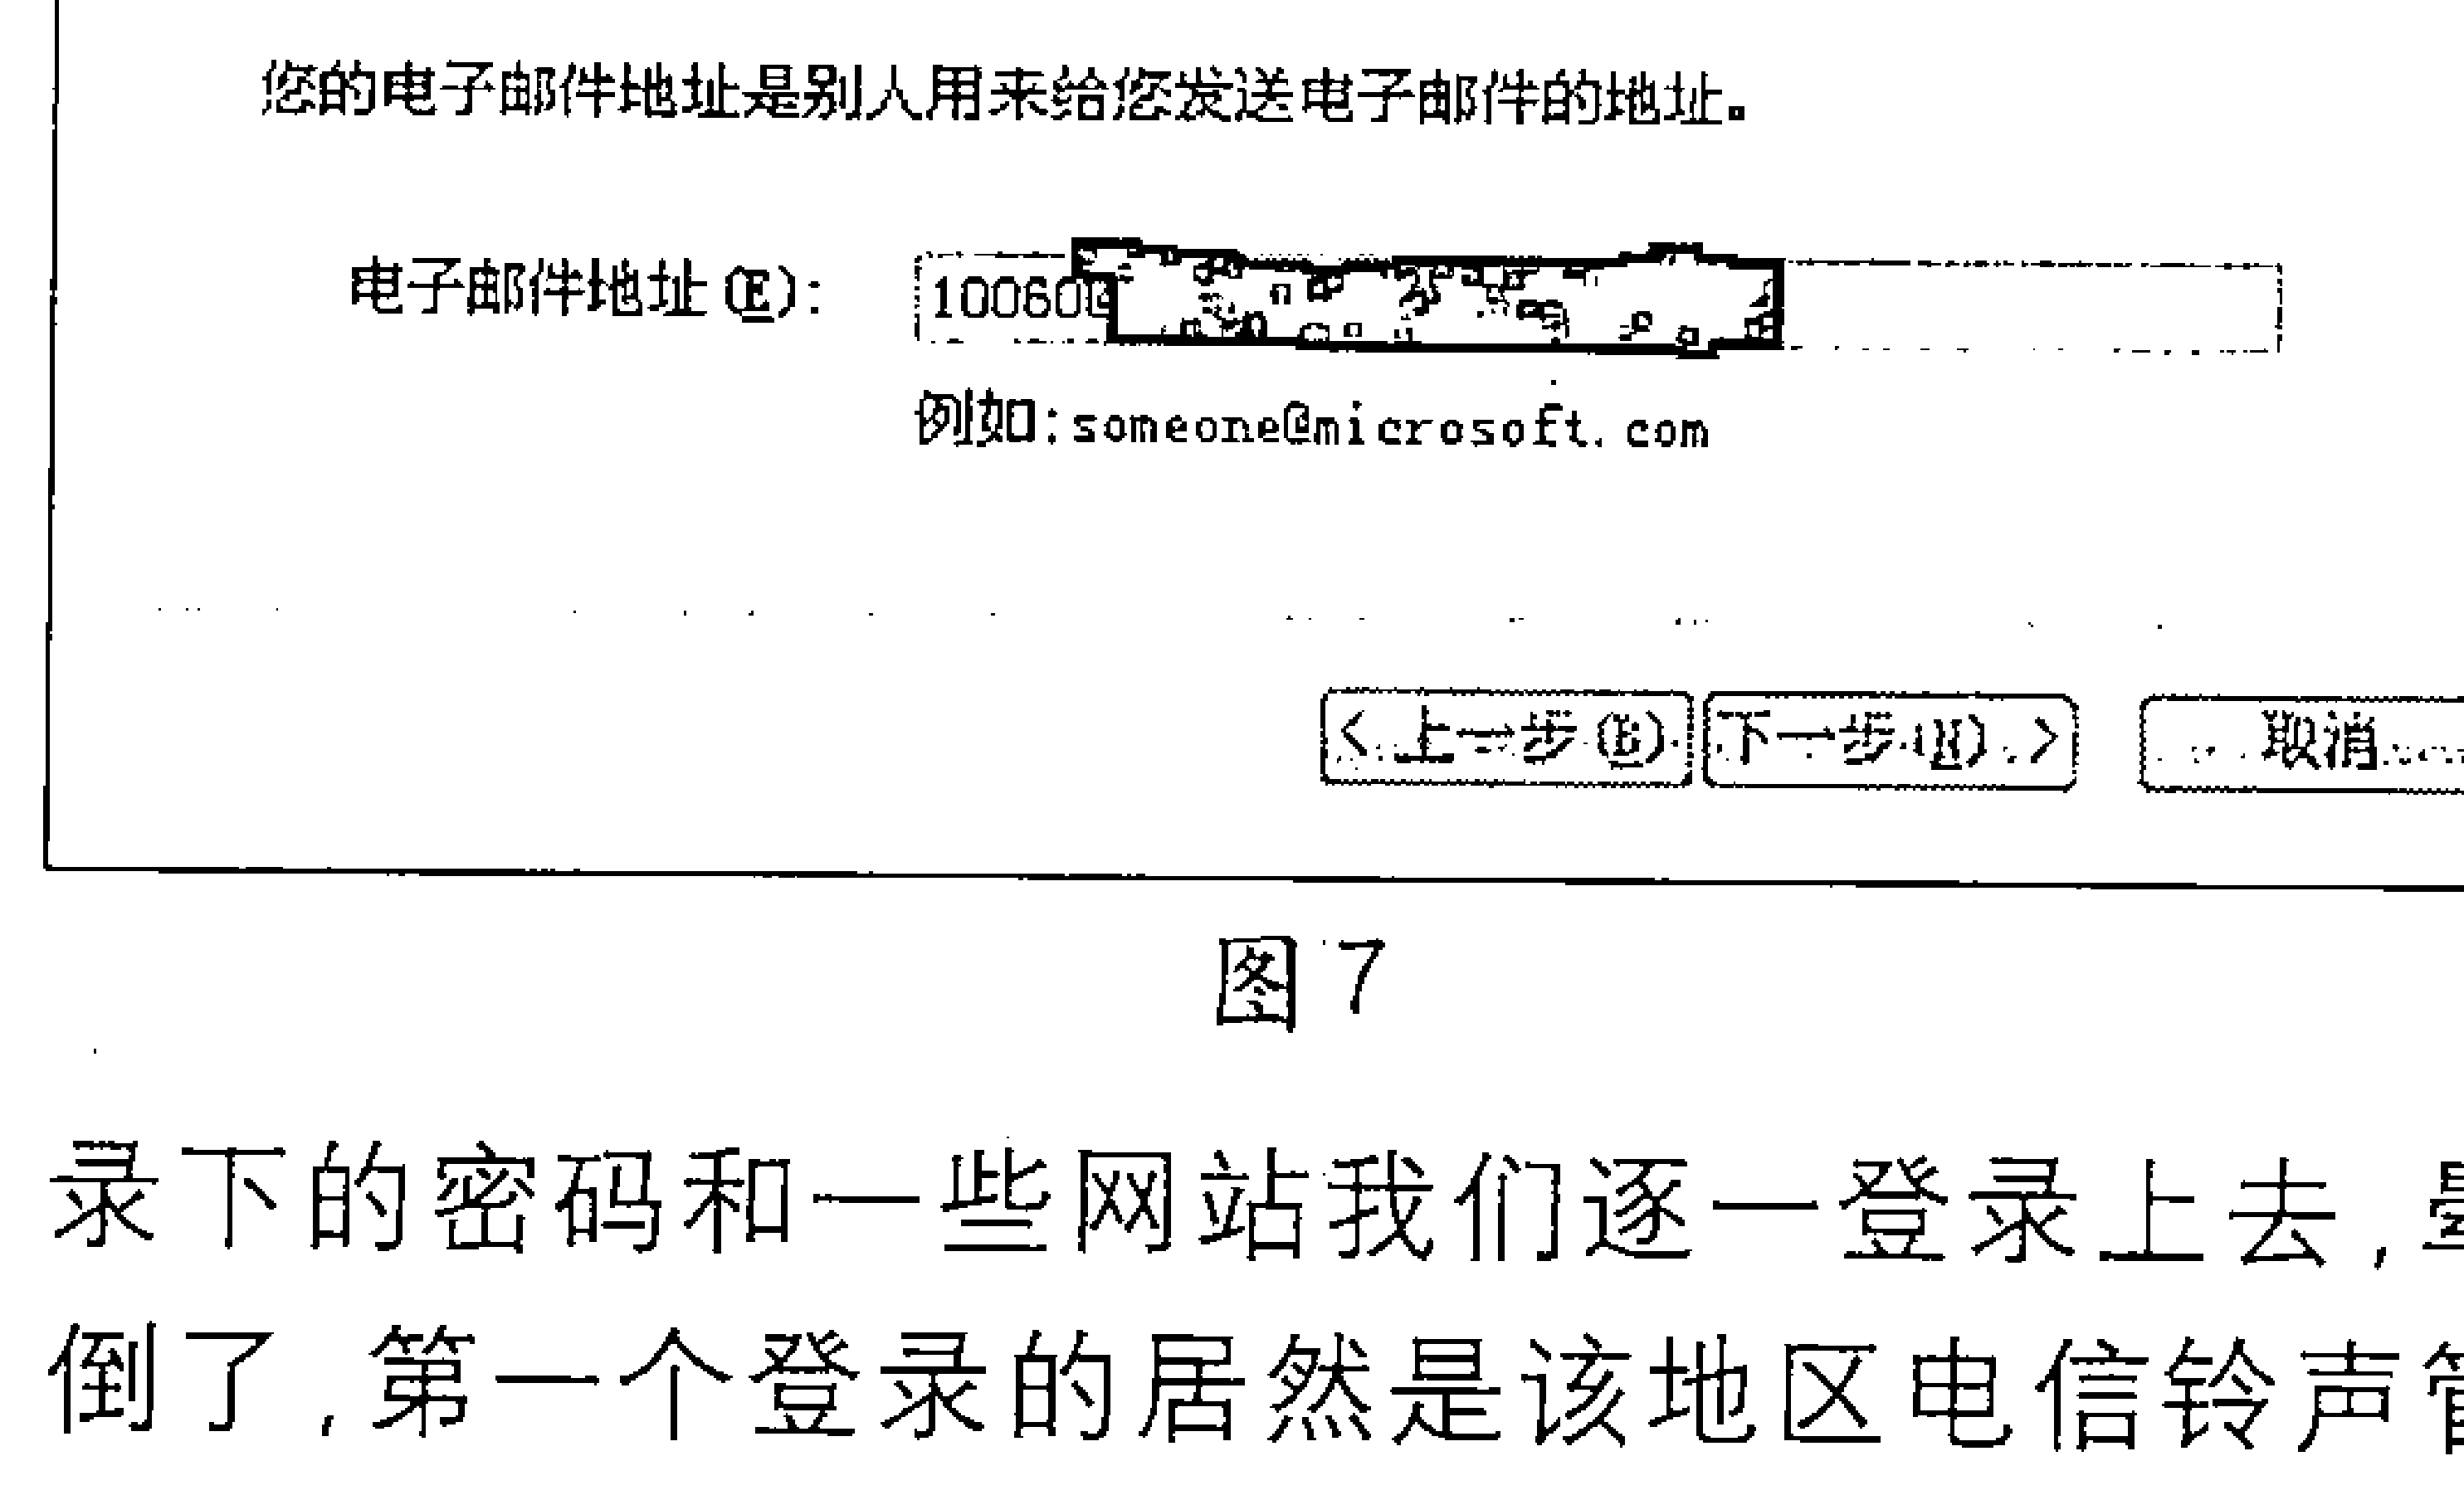 您的电子邮件地址是别人用来给您发送电子邮件的地址。
电子邮件地址(E): 10060
例如:someone@microsoft.com
< 上一步(B) 下一步(N) > 取消
图 7
录下的密码和一些网站我们逐一登录上去,晕
倒了,第一个登录的居然是该地区电信铃声管